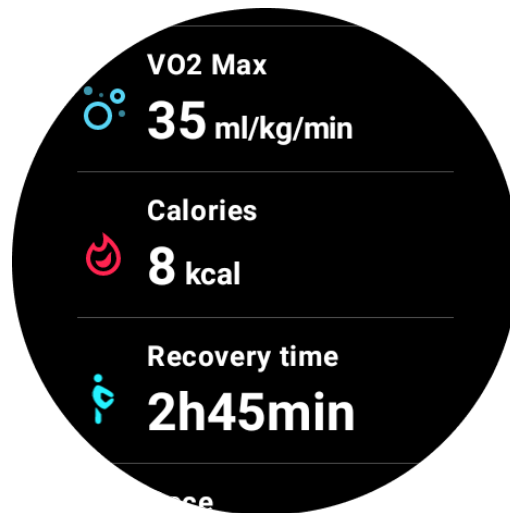 VO2 Max
35 ml/kg/min
Calories
8 kcal
Recovery time
2h45min